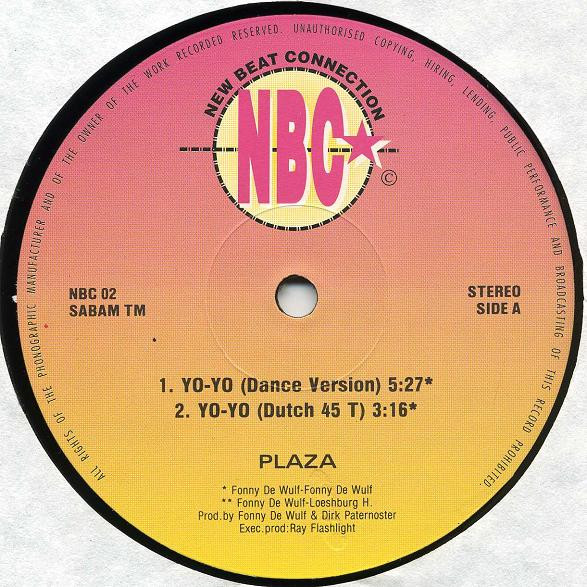 ALL RIGHTS OF THE PHONOGRAPHIC MANUFACTURER AND OF THE OWNER OF THE WORK RECORDED RESERVED. UNAUTHORISED COPYING, HIRING, LENDING, PUBLIC PERFORMANCE AND BROADCASTING OF THIS RECORD PROHIBITED.
NEW BEAT CONNECTION
NBC
©
NBC 02
SABAM TM
STEREO
SIDE A
1. YO-YO (Dance Version) 5:27*
2. YO-YO (Dutch 45 T) 3:16*
PLAZA
* Fonny De Wulf-Fonny De Wulf
** Fonny De Wulf-Loeshburg H.
Prod.by Fonny De Wulf & Dirk Paternoster
Exec.prod:Ray Flashlight